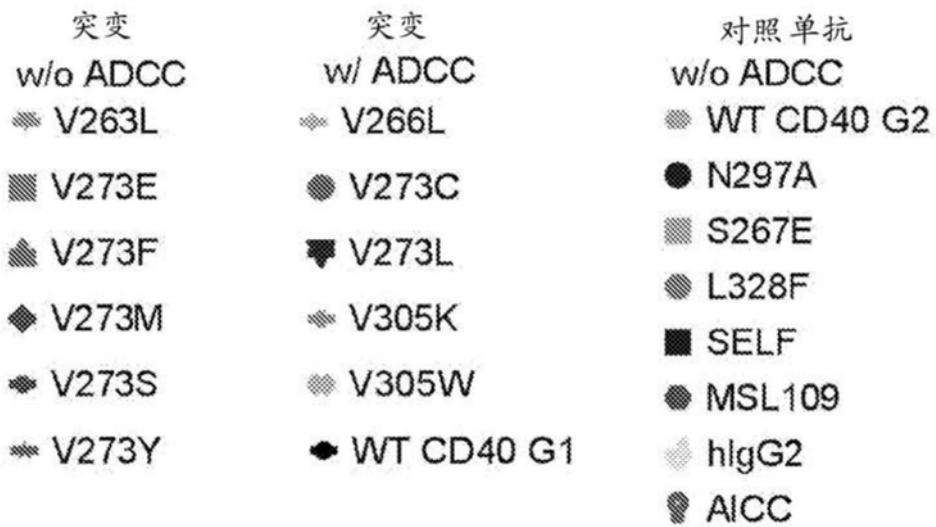 突变
w/o ADCC
V263L
V273E
V273F
V273M
V273S
V273Y
突变
w/ ADCC
V266L
V273C
V273L
V305K
V305W
WT CD40 G1
对照单抗
w/o ADCC
WT CD40 G2
N297A
S267E
L328F
SELF
MSL109
hIgG2
AICC